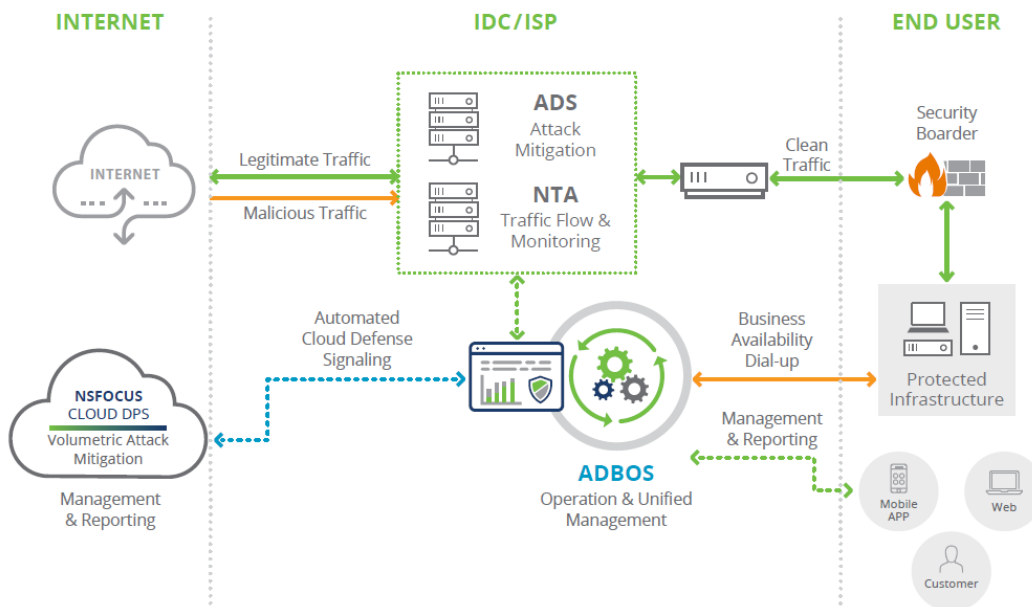 INTERNET
IDC/ISP
END USER
ADS
Attack
Mitigation
NTA
Traffic Flow &
Monitoring
INTERNET
Legitimate Traffic
Malicious Traffic
Clean
Traffic
Security
Boarder
Automated
Cloud Defense
Signaling
Business
Availability
Dial-up
Protected
Infrastructure
NSFOCUS
CLOUD DPS
Volumetric Attack
Mitigation
Management
& Reporting
ADBOS
Operation & Unified
Management
Management
& Reporting
Mobile
APP
Web
Customer